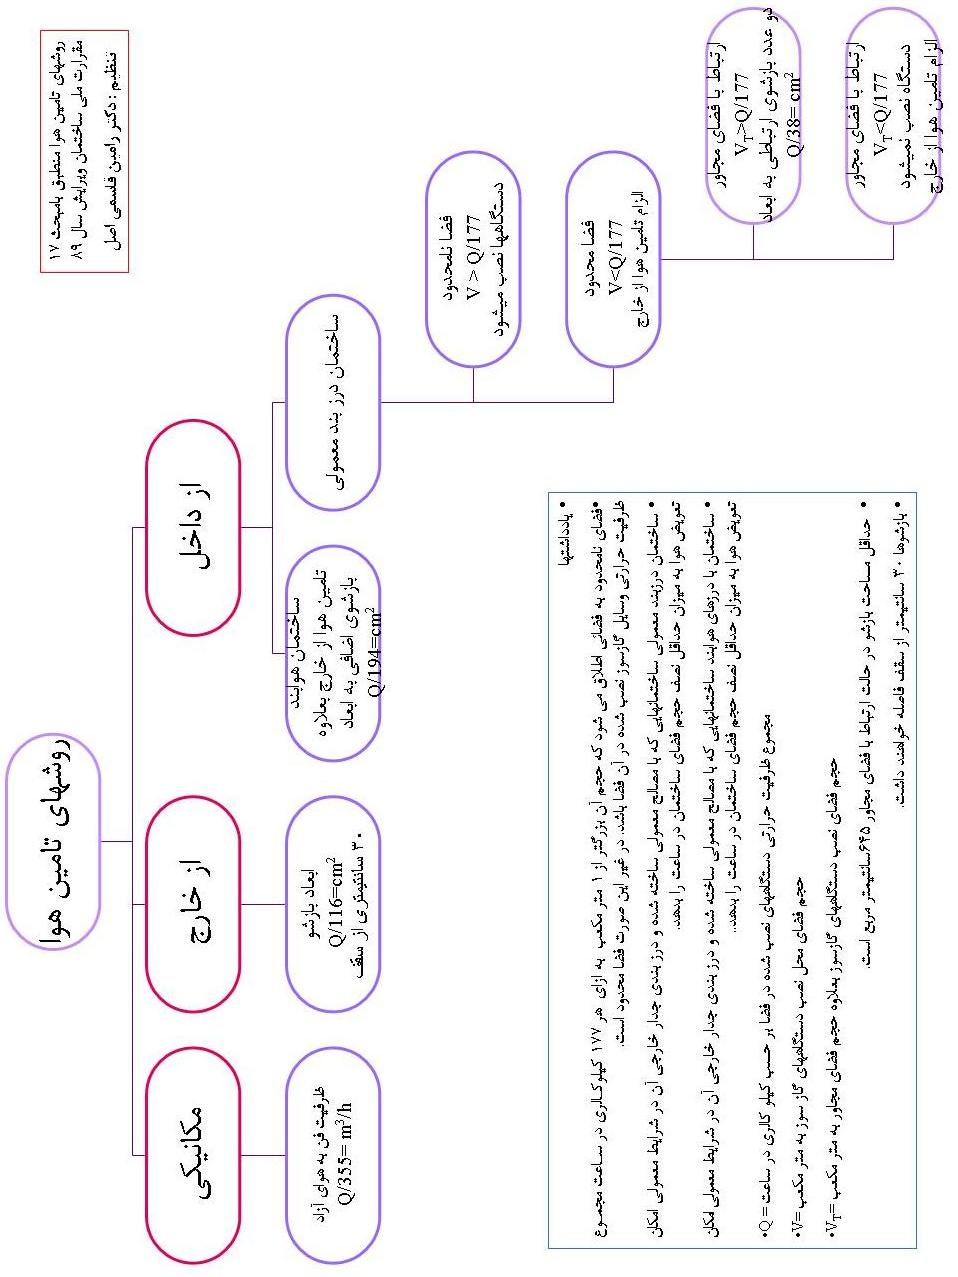 تنظیم : دکتر رامین قاسمی اصل
روشهای تامین هوا منطبق بامبحث ۱۷
مقررات ملی ساختمان ویرایش سال ۸۹
روشهای تامین هوا
مکانیکی
از خارج
از داخل
ظرفیت فن به هوای آزاد
Q/355= m³/h
ابعاد بازشو
Q/116=cm²
۳۰ سانتیتری از سقف
ساختمان هوابند
تامین هوا از خارج بعلاوه
بازشوی اضافی به ابعاد
Q/194=cm²
ساختمان درز بند معمولی
فضا نامحدود
V > Q/177
دستگاهها نصب میشود
فضا محدود
V<Q/177
الزام تامین هوا از خارج
ارتباط با فضای مجاور
V_T>Q/177
دو عدد بازشوی ارتباطی به ابعاد
Q/38= cm²
ارتباط با فضای مجاور
V_T<Q/177
دستگاه نصب نمیشود
الزام تامین هوا از خارج
• یادداشتها
•فضای نامحدود به فضائی اطلاق می شود که حجم آن بزرگتر از ۱ متر مکعب به ازای هر ۱۷۷ کیلوکالری در ساعت مجموع
ظرفیت حرارتی وسایل گازسوز نصب شده در آن فضا باشد. در غیر این صورت فضا محدود است.
• ساختمان درزبند معمولی ساختمانهایی که با مصالح معمولی ساخته شده و درز بندی جدار خارجی آن در شرایط معمولی امکان
تعویض هوا به میزان حداقل نصف حجم فضای ساختمان در ساعت را بدهد.
• ساختمان با درزهای هوابند ساختمانهایی که با مصالح معمولی ساخته شده و درز بندی جدار خارجی آن در شرایط معمولی امکان
تعویض هوا به میزان حداقل نصف حجم فضای ساختمان در ساعت را بدهد..
•Q = مجموع ظرفیت حرارتی دستگاههای نصب شده در فضا بر حسب کیلو کالری در ساعت
•V= حجم فضای محل نصب دستگاههای گاز سوز به متر مکعب
•V_T= حجم فضای نصب دستگاههای گازسوز بعلاوه حجم فضای مجاور به متر مکعب
• حداقل مساحت بازشو در حالت ارتباط با فضای مجاور ۶۴۵سانتیمتر مربع است.
• بازشوها ۳۰ سانتیمتر از سقف فاصله خواهند داشت.